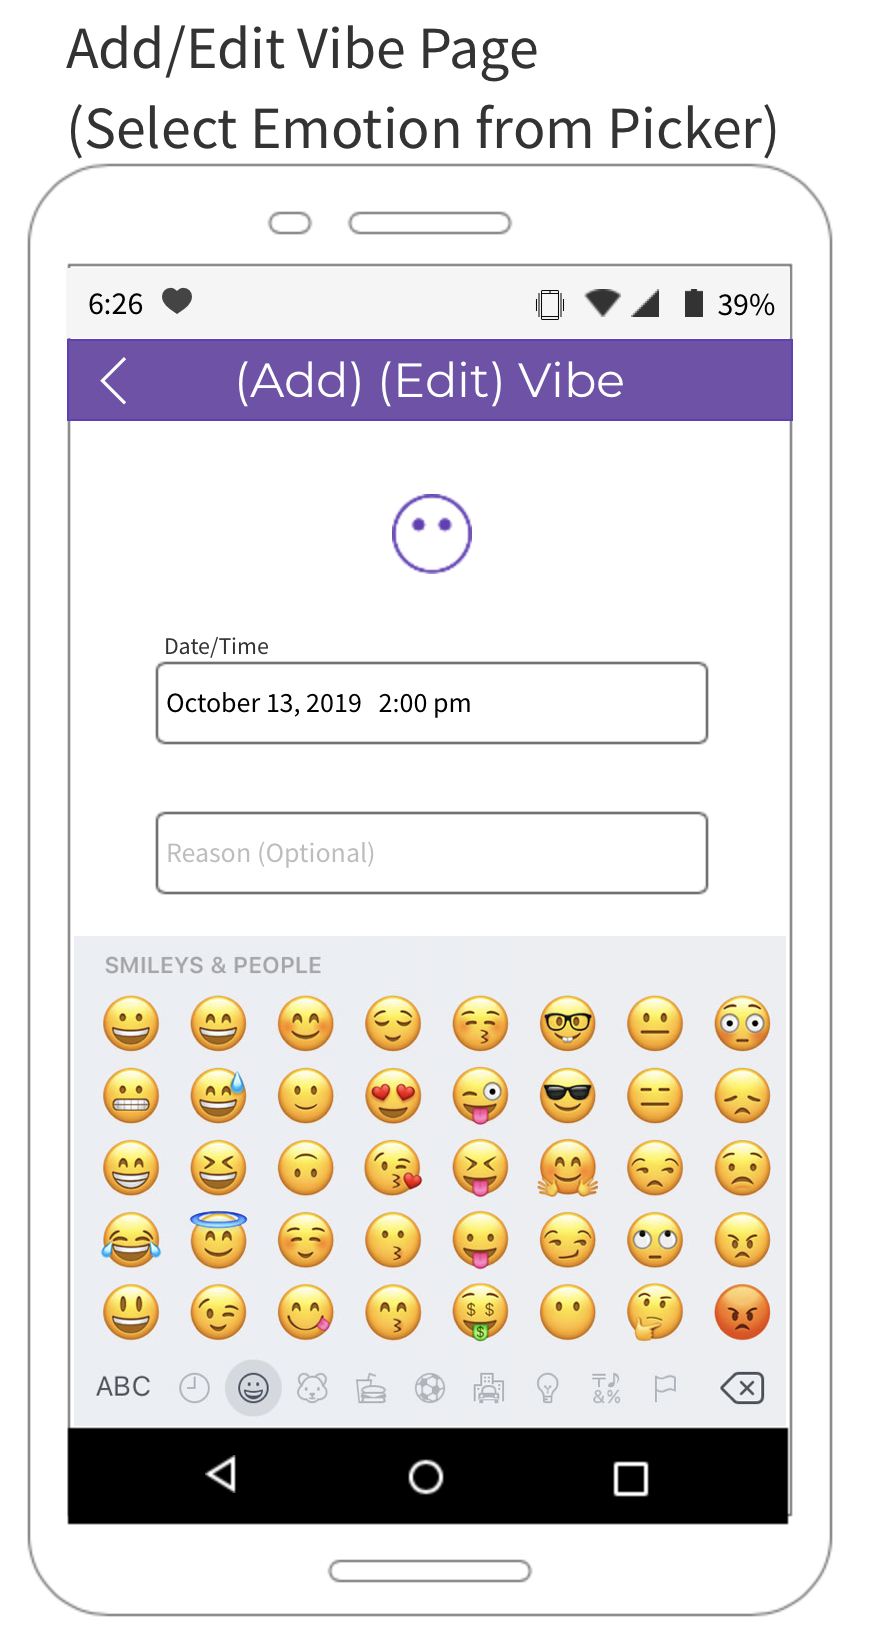 Add/Edit Vibe Page
(Select Emotion from Picker)
6:26 39%
(Add) (Edit) Vibe
Date/Time
October 13, 2019 2:00 pm
Reason (Optional)
SMILEYS & PEOPLE
ABC &%